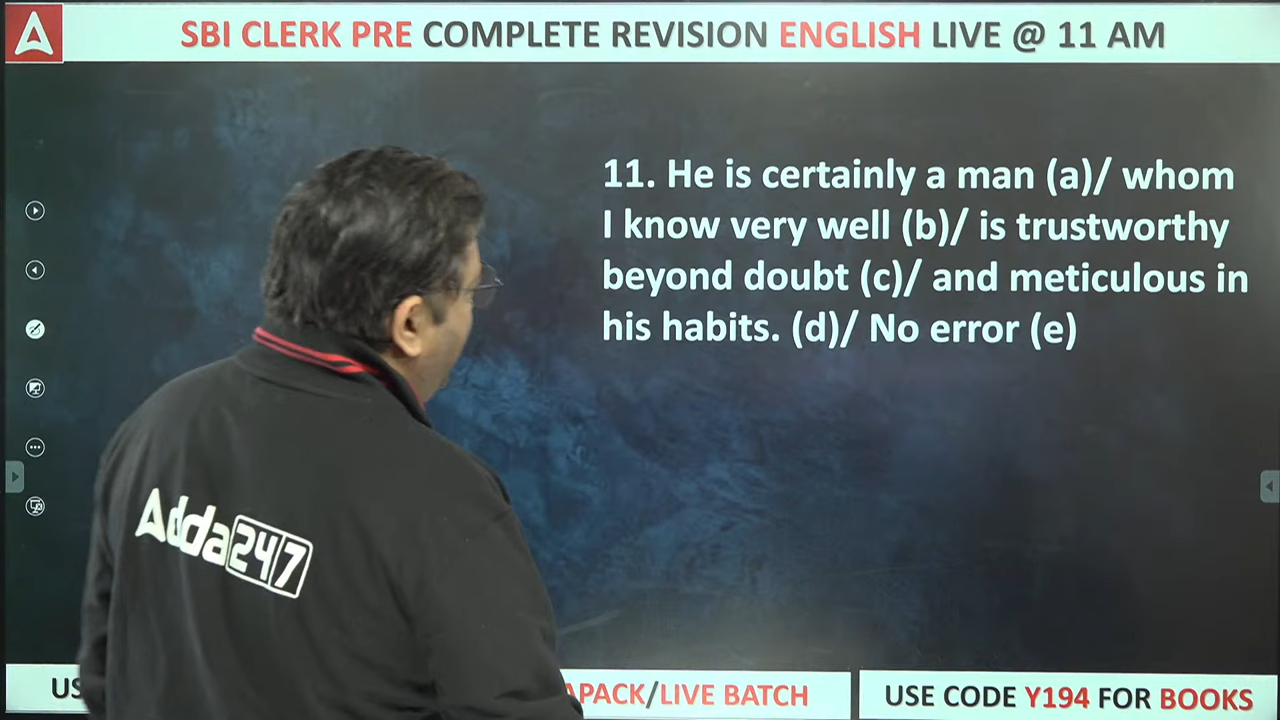 SBI CLERK PRE COMPLETE REVISION ENGLISH LIVE @ 11 AM
11. He is certainly a man (a)/ whom
I know very well (b)/ is trustworthy
beyond doubt (c)/ and meticulous in
his habits. (d)/ No error (e)
Adda247
/LIVE BATCH
USE CODE Y194 FOR BOOKS